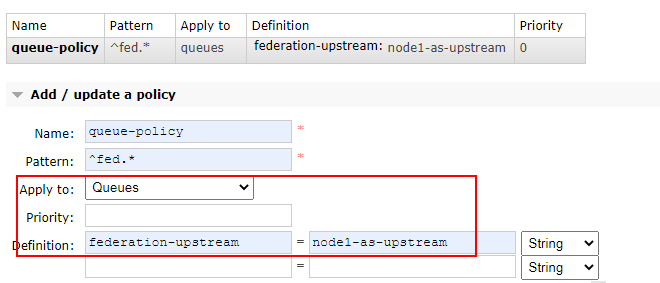 Name Pattern Apply to Definition Priority
queue-policy ^fed.* queues federation-upstream: node1-as-upstream 0
Add / update a policy
Name: queue-policy *
Pattern: ^fed.* *
Apply to: Queues
Priority:
Definition: federation-upstream = node1-as-upstream String
= String